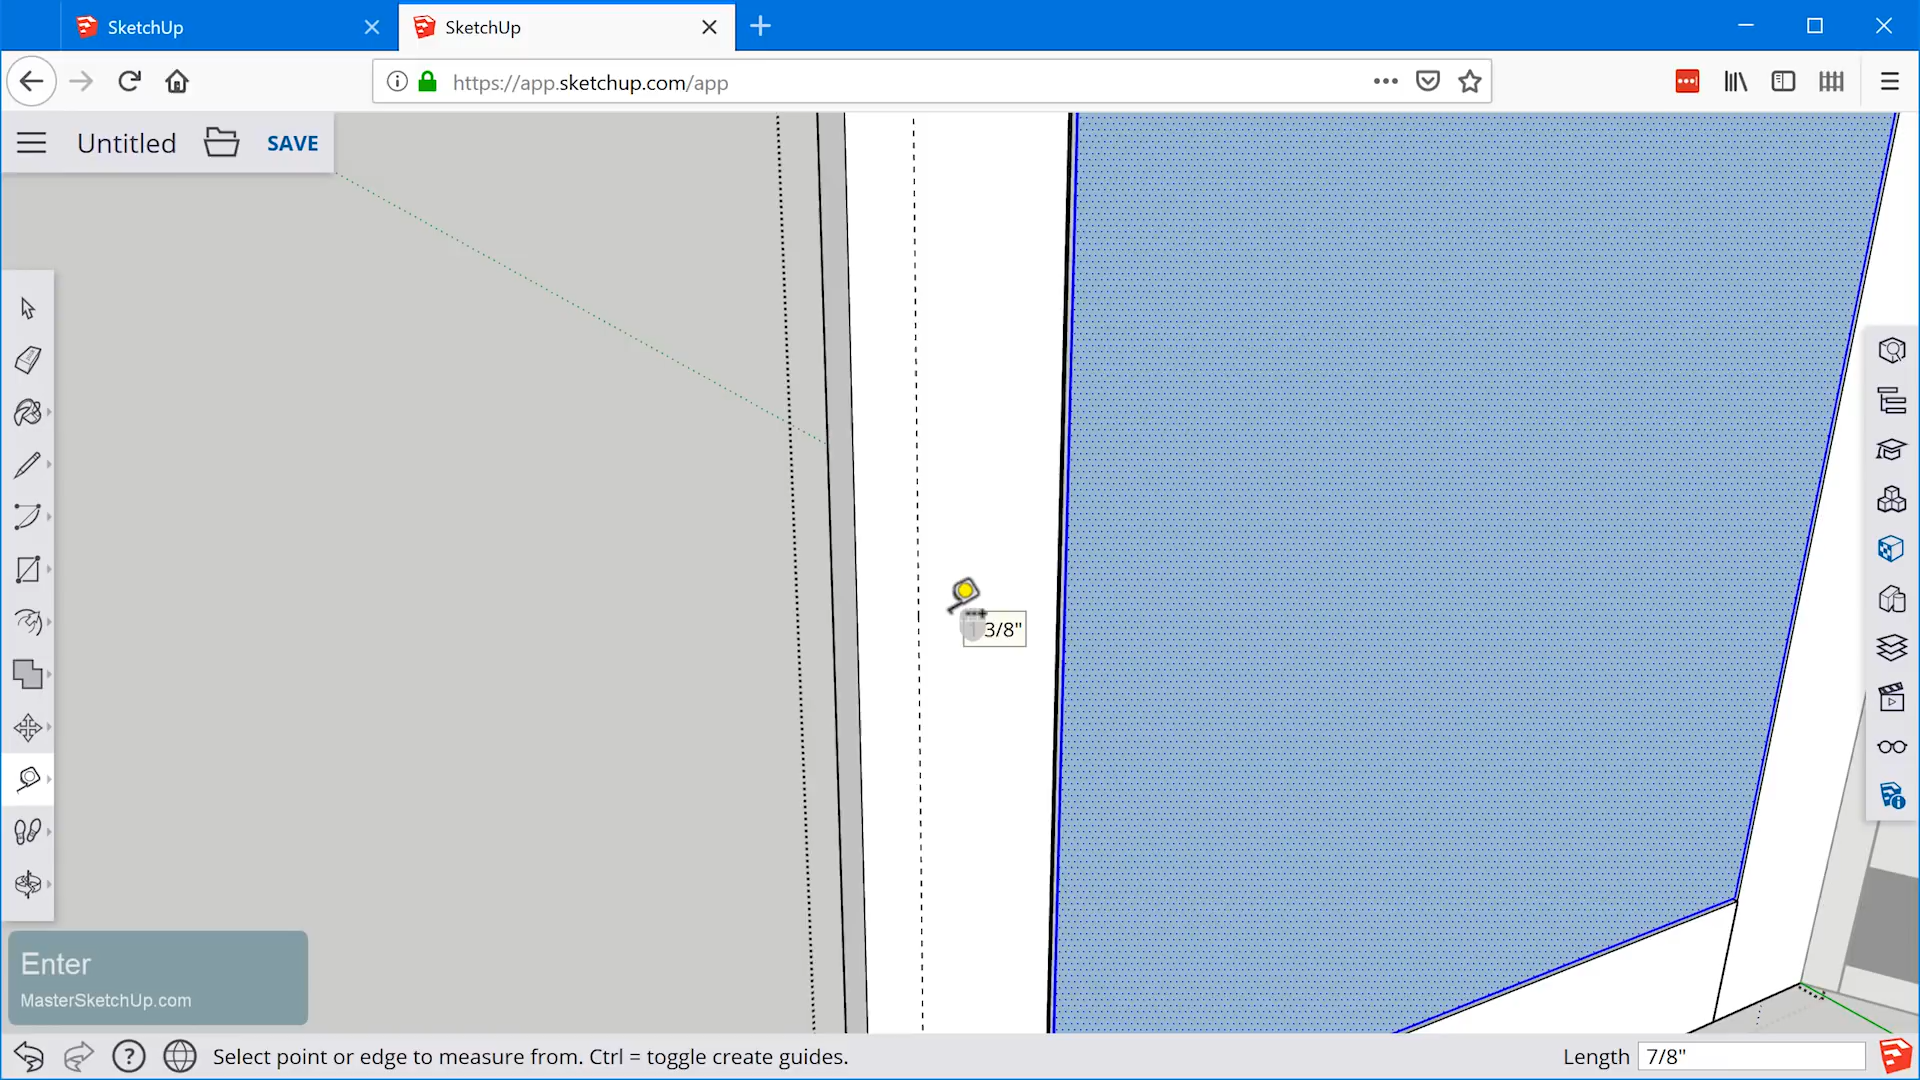 SketchUp
SketchUp
https://app.sketchup.com/app
Untitled
SAVE
3/8"
Enter
MasterSketchUp.com
Select point or edge to measure from. Ctrl = toggle create guides.
Length
7/8"